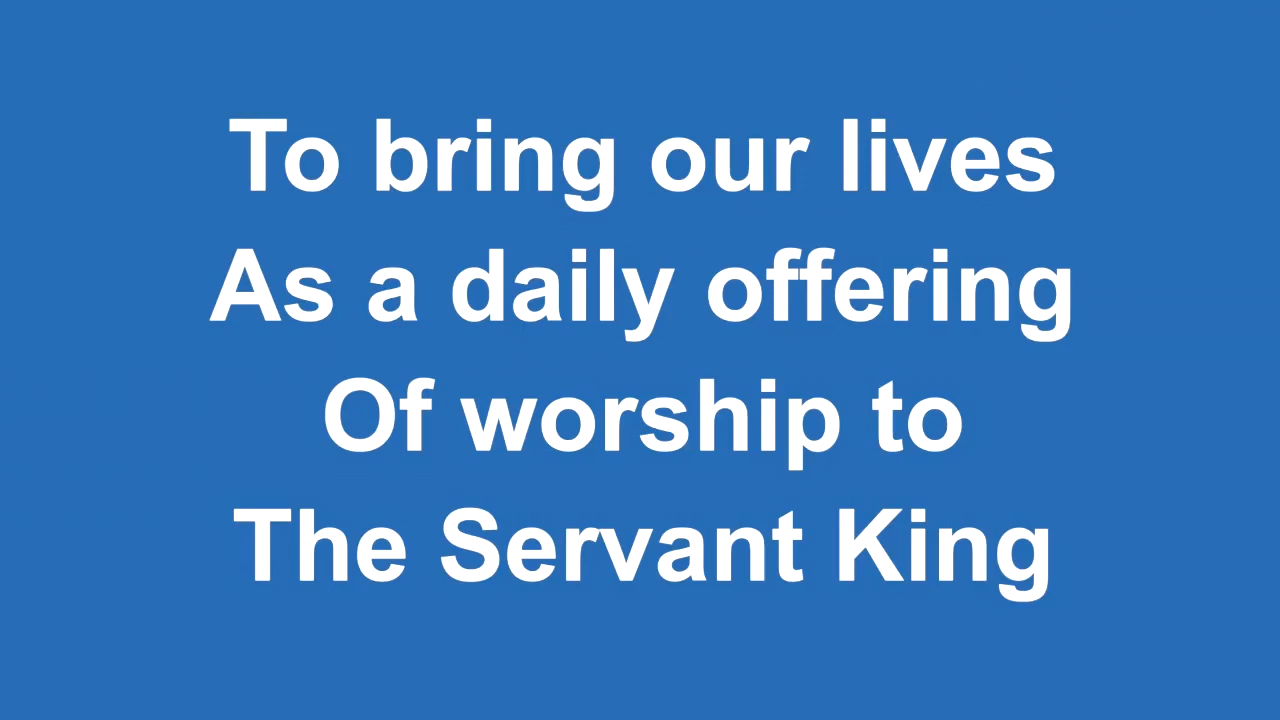 To bring our lives
As a daily offering
Of worship to
The Servant King